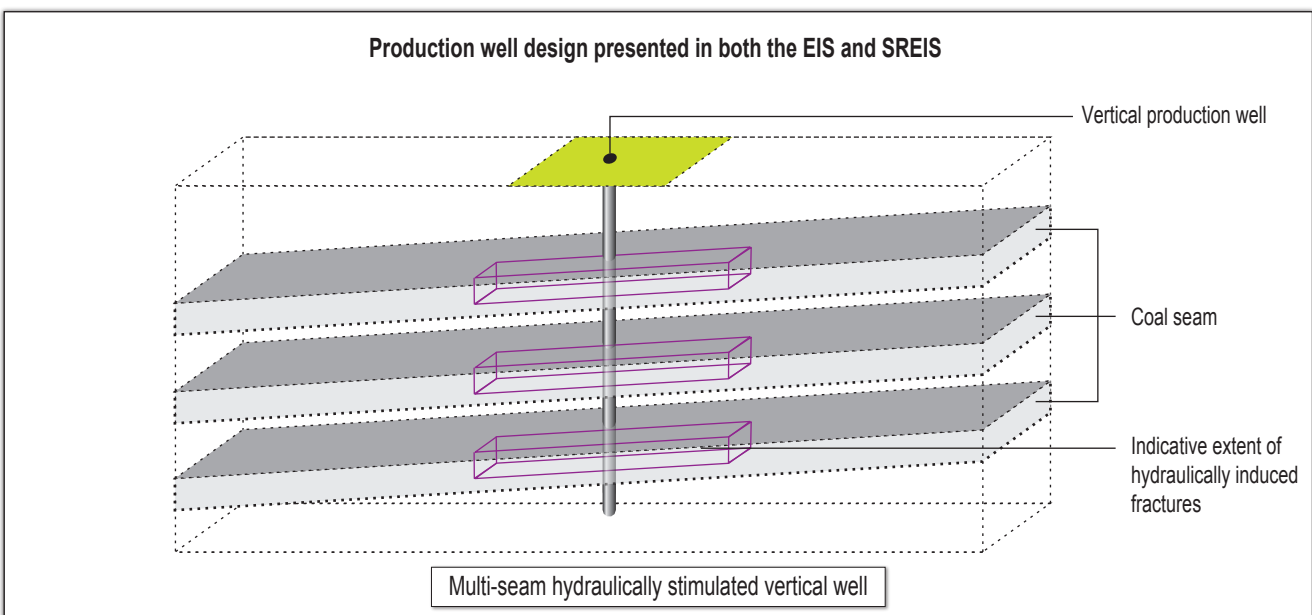 Production well design presented in both the EIS and SREIS
Vertical production well
Coal seam
Indicative extent of
hydraulically induced
fractures
Multi-seam hydraulically stimulated vertical well